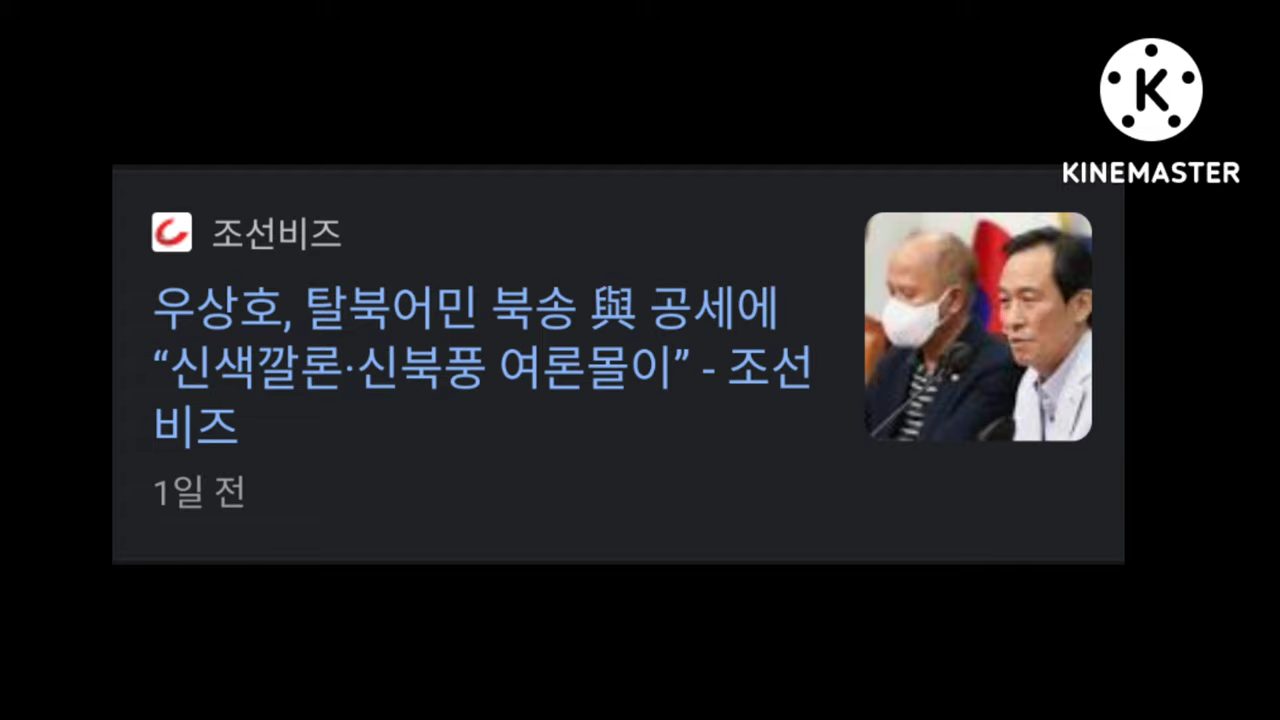 KINEMASTER
조선비즈
우상호, 탈북어민 북송 與 공세에
“신색깔론·신북풍 여론몰이” - 조선
비즈
1일 전